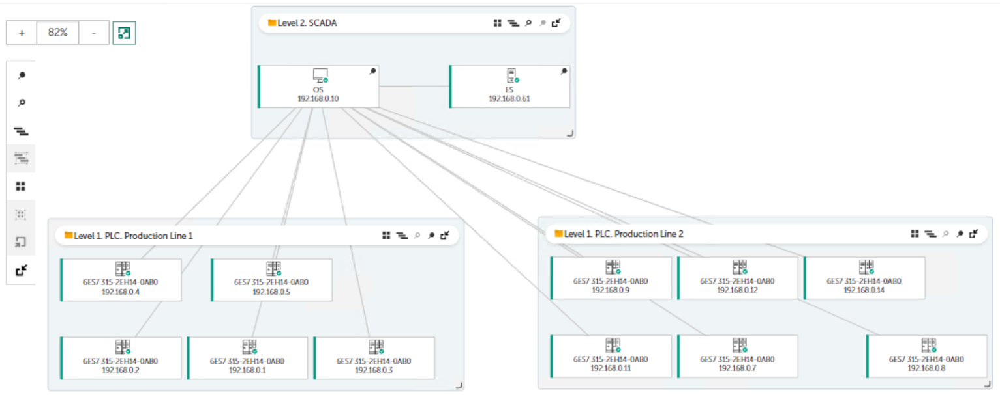 + 82% -
Level 2. SCADA
OS
192.168.0.10
ES
192.168.0.61
Level 1. PLC. Production Line 1
6ES7 315-2EH14-0AB0
192.168.0.4
6ES7 315-2EH14-0AB0
192.168.0.5
6ES7 315-2EH14-0AB0
192.168.0.2
6ES7 315-2EH14-0AB0
192.168.0.1
6ES7 315-2EH14-0AB0
192.168.0.3
Level 1. PLC. Production Line 2
6ES7 315-2EH14-0AB0
192.168.0.9
6ES7 315-2EH14-0AB0
192.168.0.12
6ES7 315-2EH14-0AB0
192.168.0.14
6ES7 315-2EH14-0AB0
192.168.0.11
6ES7 315-2EH14-0AB0
192.168.0.7
6ES7 315-2EH14-0AB0
192.168.0.8